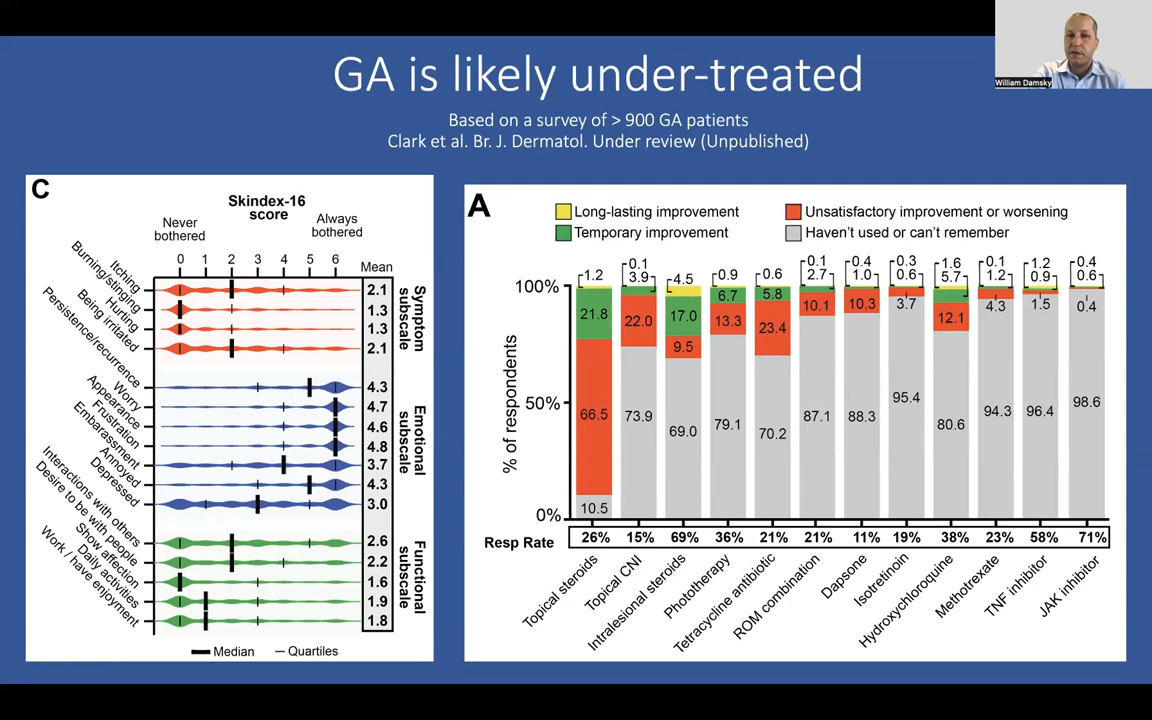 William Damsky
GA is likely under-treated
Based on a survey of > 900 GA patients
Clark et al. Br. J. Dermatol. Under review (Unpublished)
C
Skindex-16
score
Never
bothered
Always
bothered
0 1 2 3 4 5 6 Mean
Itching 2.1
Burning/stinging 1.3
Hurting 1.3
Being irritated 2.1
Symptom
subscale
Persistence/recurrence 4.3
Worry 4.7
Appearance 4.6
Frustration 4.8
Embarrassment 3.7
Annoyed 4.3
Depressed 3.0
Emotional
subscale
Interactions with others 2.6
Desire to be with people 2.2
Show affection 1.6
Daily activities 1.9
Work / have enjoyment 1.8
Functional
subscale
Median Quartiles
A
Long-lasting improvement
Temporary improvement
Unsatisfactory improvement or worsening
Haven't used or can't remember
% of respondents
100%
50%
0%
1.2 0.1 4.5 0.9 0.6 0.1 0.4 0.3 1.6 0.1 1.2 0.4
21.8 3.9 17.0 6.7 5.8 2.7 1.0 0.6 5.7 1.2 0.9 0.6
66.5 22.0 9.5 13.3 23.4 10.1 10.3 3.7 12.1 4.3 1.5 0.4
10.5 73.9 69.0 79.1 70.2 87.1 88.3 95.4 80.6 94.3 96.4 98.6
Resp Rate 26% 15% 69% 36% 21% 21% 11% 19% 38% 23% 58% 71%
Topical steroids
Topical CNI
Intralesional steroids
Phototherapy
Tetracycline antibiotic
ROM combination
Dapsone
Isotretinoin
Hydroxychloroquine
Methotrexate
TNF inhibitor
JAK inhibitor